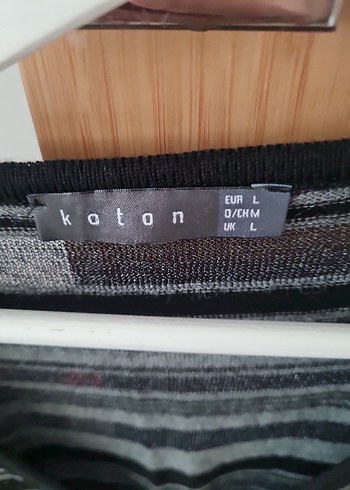 koton
EUR L
D/CH M
UK L